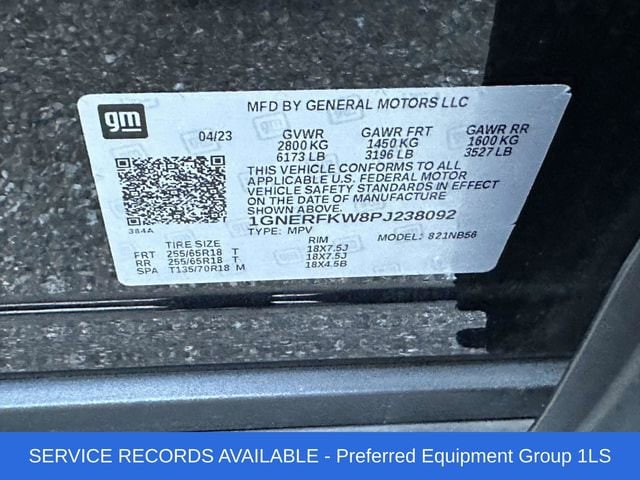 gm
MFD BY GENERAL MOTORS LLC
04/23 GVWR GAWR FRT GAWR RR
2800 KG 1450 KG 1600 KG
6173 LB 3196 LB 3527 LB
THIS VEHICLE CONFORMS TO ALL
APPLICABLE U.S. FEDERAL MOTOR
VEHICLE SAFETY STANDARDS IN EFFECT
ON THE DATE OF MANUFACTURE
SHOWN ABOVE.
1GNERFKW8PJ238092
384A
TYPE: MPV MODEL: 821NB56
TIRE SIZE RIM
FRT 255/65R18 T 18X7.5J
RR 255/65R18 T 18X7.5J
SPA T135/70R18 M 18X4.5B
SERVICE RECORDS AVAILABLE - Preferred Equipment Group 1LS